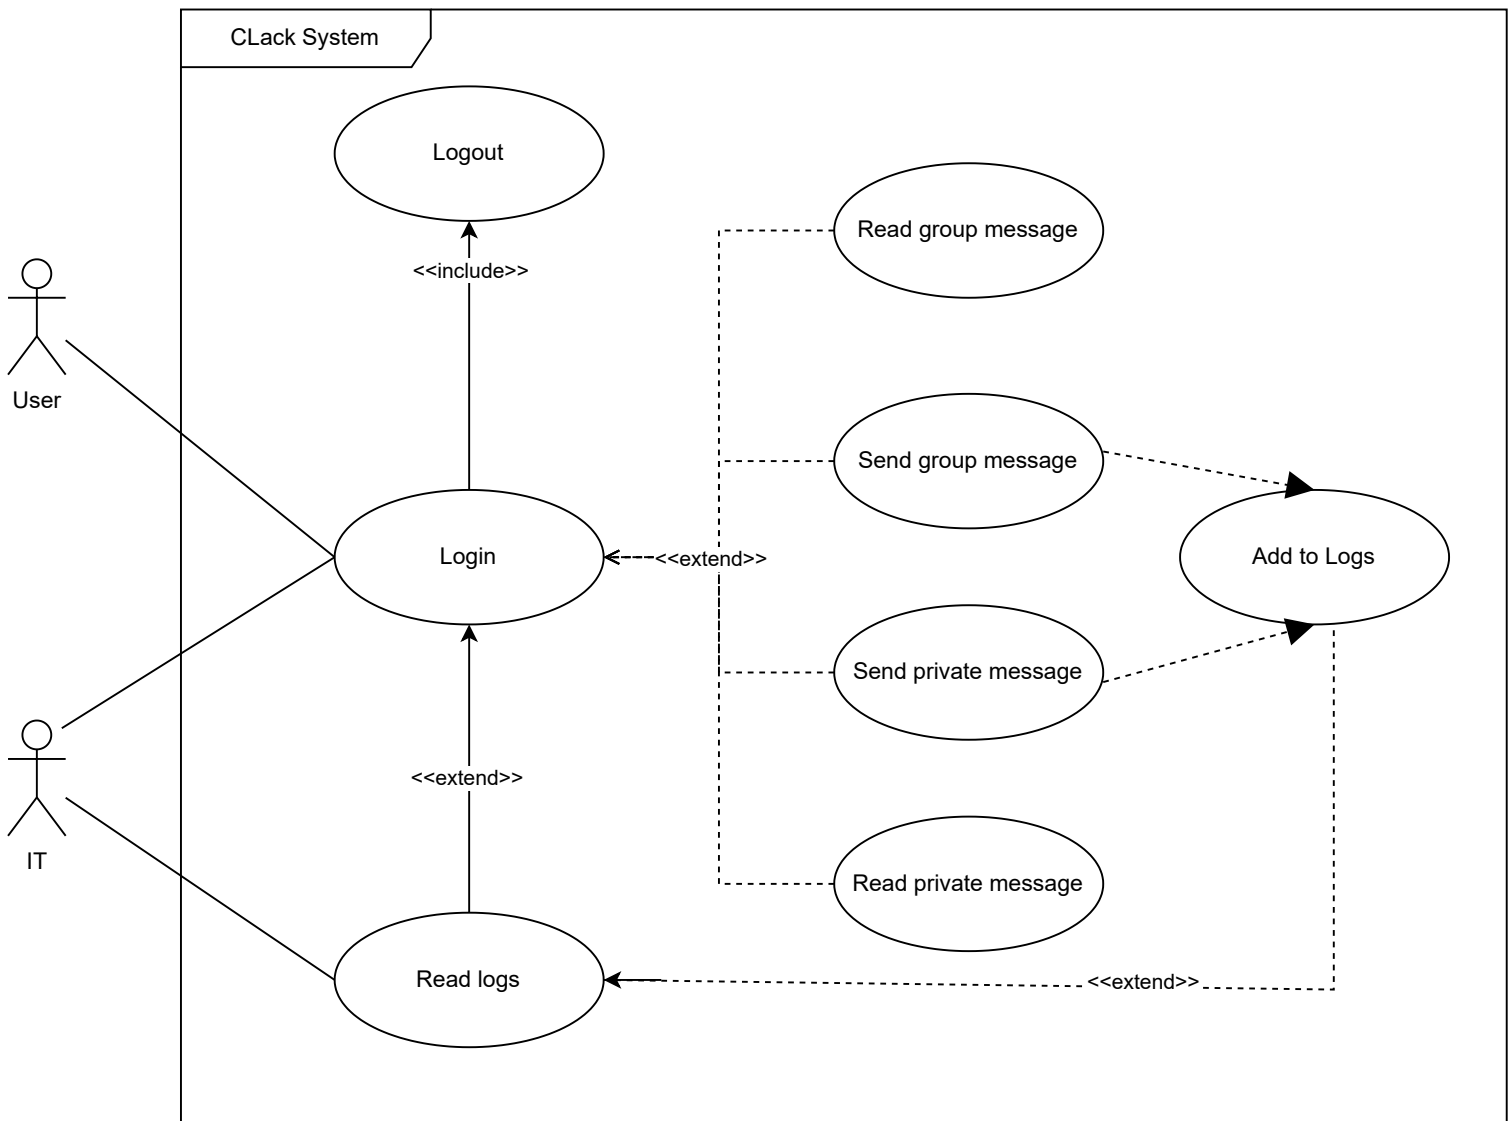 CLack System
Logout
Read group message
<<include>>
User
Send group message
Login
<<extend>>
Add to Logs
Send private message
<<extend>>
IT
Read private message
Read logs
<<extend>>